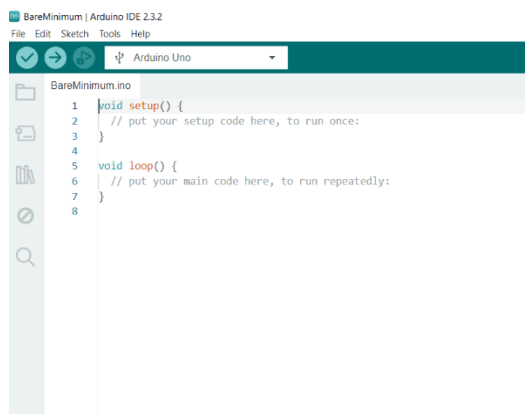 BareMinimum | Arduino IDE 2.3.2
File Edit Sketch Tools Help
Arduino Uno
BareMinimum.ino
1 void setup() {
2 // put your setup code here, to run once:
3 }
4
5 void loop() {
6 // put your main code here, to run repeatedly:
7 }
8